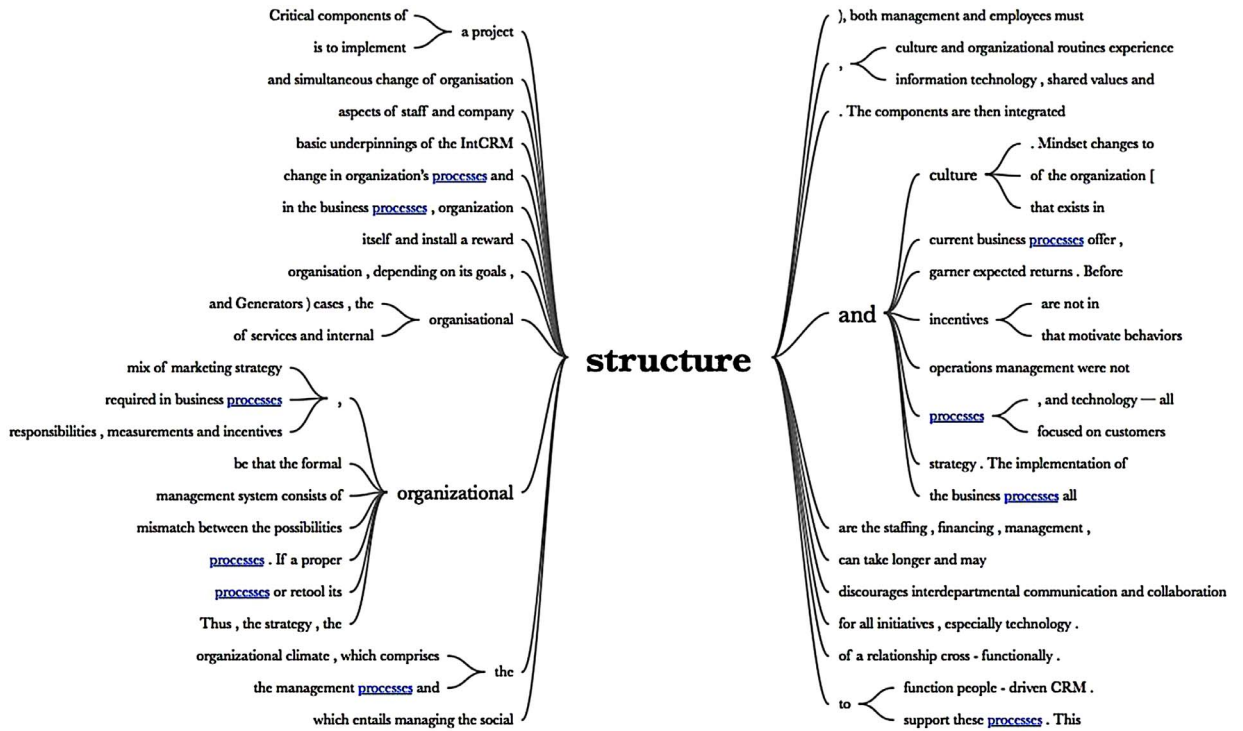 Critical components of
is to implement
a project
and simultaneous change of organisation
aspects of staff and company
basic underpinnings of the IntCRM
change in organization's processes and
in the business processes , organization
itself and install a reward
organisation , depending on its goals ,
and Generators ) cases , the
of services and internal
organisational
mix of marketing strategy
required in business processes
responsibilities , measurements and incentives
,
be that the formal
management system consists of
mismatch between the possibilities
processes . If a proper
processes or retool its
Thus , the strategy , the
organizational
organizational climate , which comprises
the management processes and
the
which entails managing the social
structure
), both management and employees must
,
culture and organizational routines experience
information technology , shared values and
. The components are then integrated
and
culture
. Mindset changes to
of the organization [
that exists in
current business processes offer ,
garner expected returns . Before
incentives
are not in
that motivate behaviors
operations management were not
processes
, and technology — all
focused on customers
strategy . The implementation of
the business processes all
are the staffing , financing , management ,
can take longer and may
discourages interdepartmental communication and collaboration
for all initiatives , especially technology .
of a relationship cross - functionally .
to
function people - driven CRM .
support these processes . This